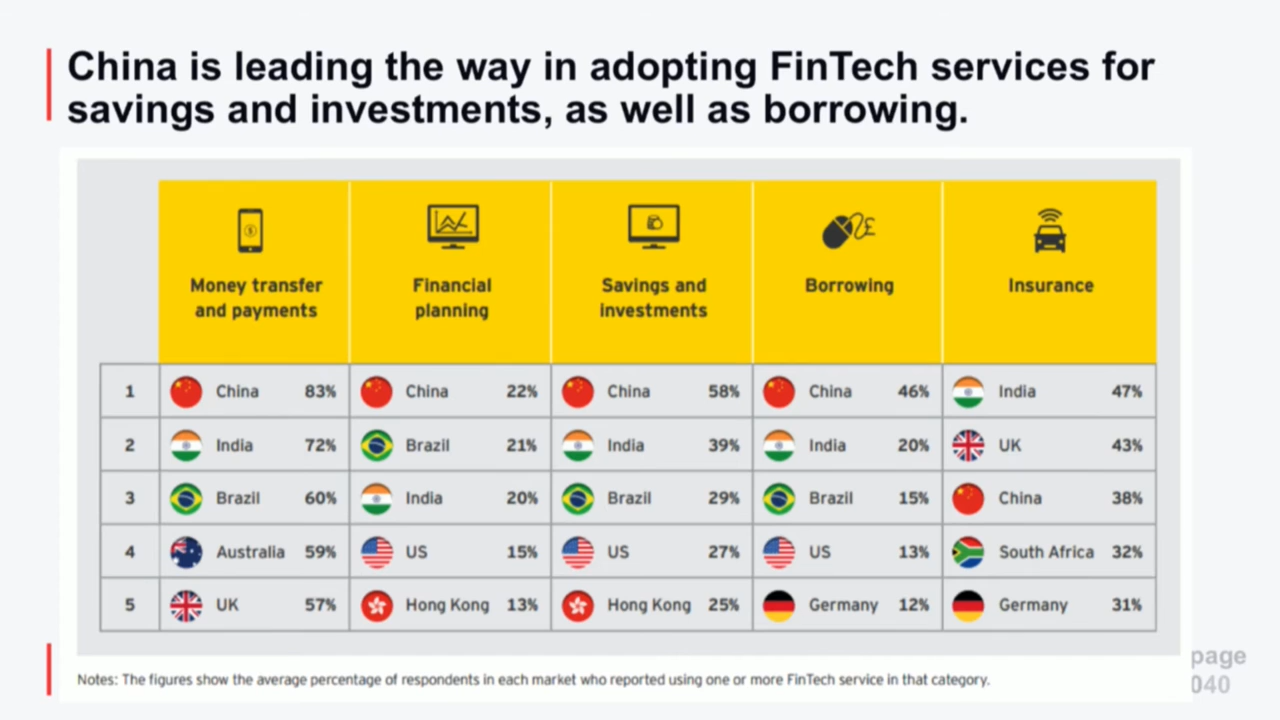 China is leading the way in adopting FinTech services for
savings and investments, as well as borrowing.
Money transfer
and payments
Financial
planning
Savings and
investments
Borrowing
Insurance
1 China 83% China 22% China 58% China 46% India 47%
2 India 72% Brazil 21% India 39% India 20% UK 43%
3 Brazil 60% India 20% Brazil 29% Brazil 15% China 38%
4 Australia 59% US 15% US 27% US 13% South Africa 32%
5 UK 57% Hong Kong 13% Hong Kong 25% Germany 12% Germany 31%
Notes: The figures show the average percentage of respondents in each market who reported using one or more FinTech service in that category.
page
040